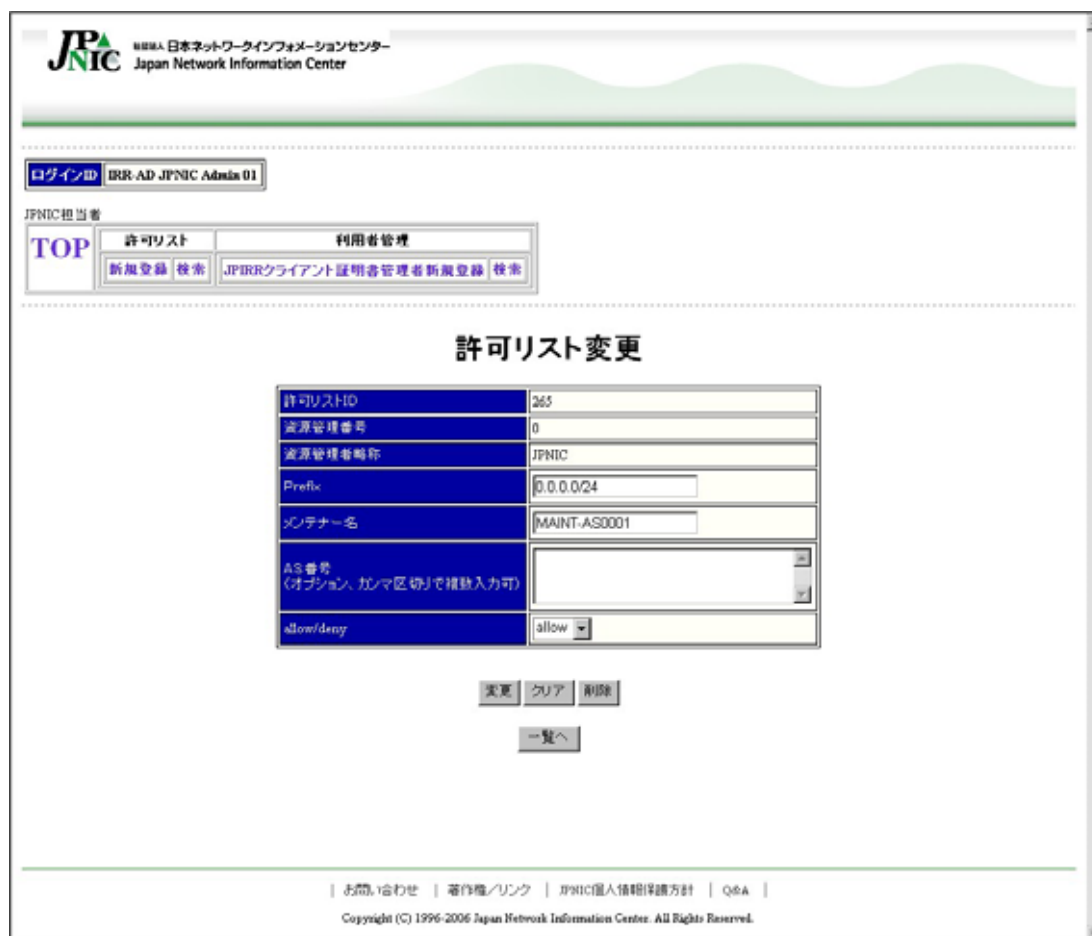 JPNIC
社団法人 日本ネットワークインフォメーションセンター
Japan Network Information Center
ログインID IRR-AD JPNIC Admin 01
JPNIC担当者
TOP 許可リスト 利用者管理
新規登録 検索 JPIRRクライアント証明書管理者新規登録 検索
許可リスト変更
許可リストID 265
資源管理番号 0
資源管理者略称 JPNIC
Prefix 0.0.0.0/24
メンテナー名 MAINT-AS0001
AS番号
(オプション、カンマ区切りで複数入力可)
allow/deny allow
変更 クリア 削除
一覧へ
| お問い合わせ | 著作権/リンク | JPNIC個人情報保護方針 | Q&A |
Copyright (C) 1996-2006 Japan Network Information Center. All Rights Reserved.